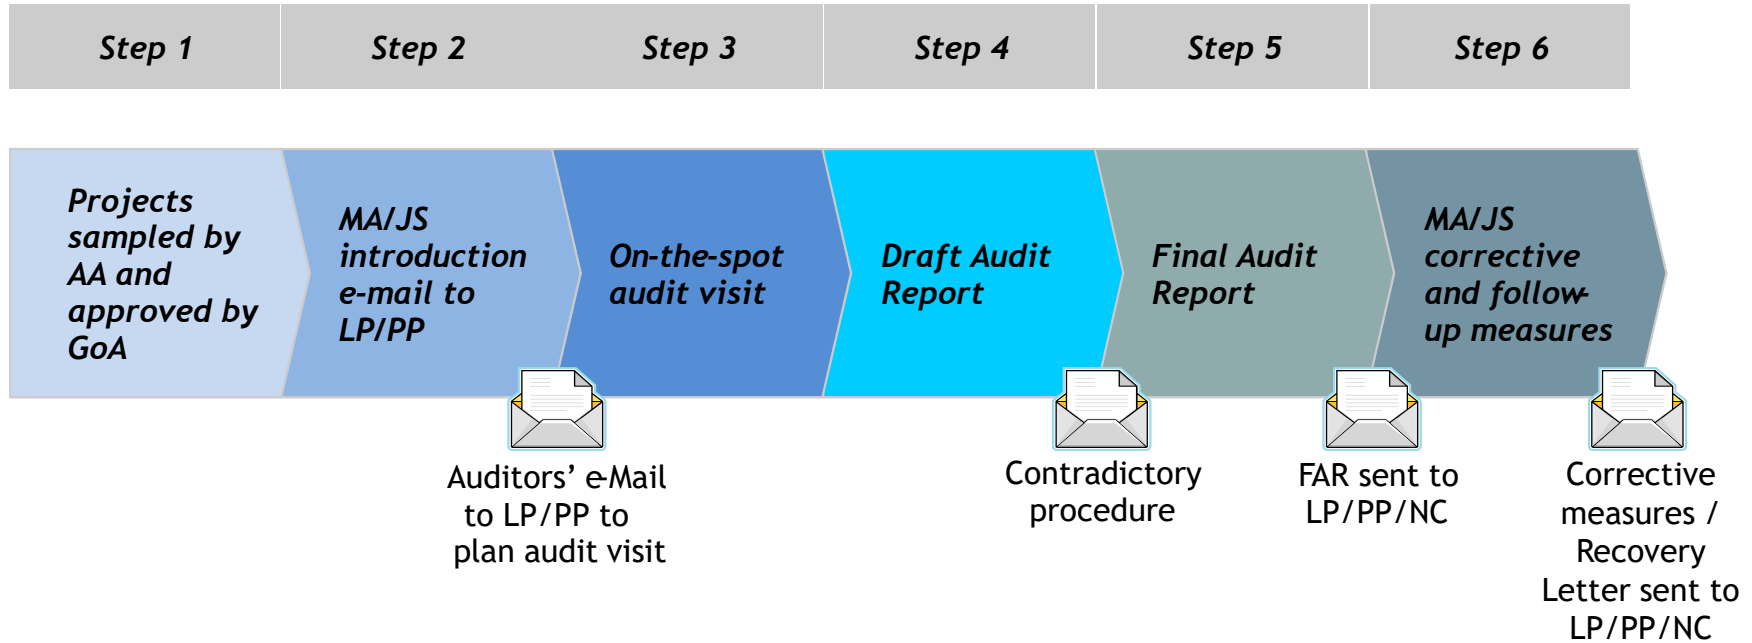 Step 1
Step 2
Step 3
Step 4
Step 5
Step 6
Projects
sampled by
AA and
approved by
GoA
MA/JS
introduction
e-mail to
LP/PP
On-the-spot
audit visit
Draft Audit
Report
Final Audit
Report
MA/JS
corrective
and follow-
up measures
Auditors’ e-Mail
to LP/PP to
plan audit visit
Contradictory
procedure
FAR sent to
LP/PP/NC
Corrective
measures /
Recovery
Letter sent to
LP/PP/NC